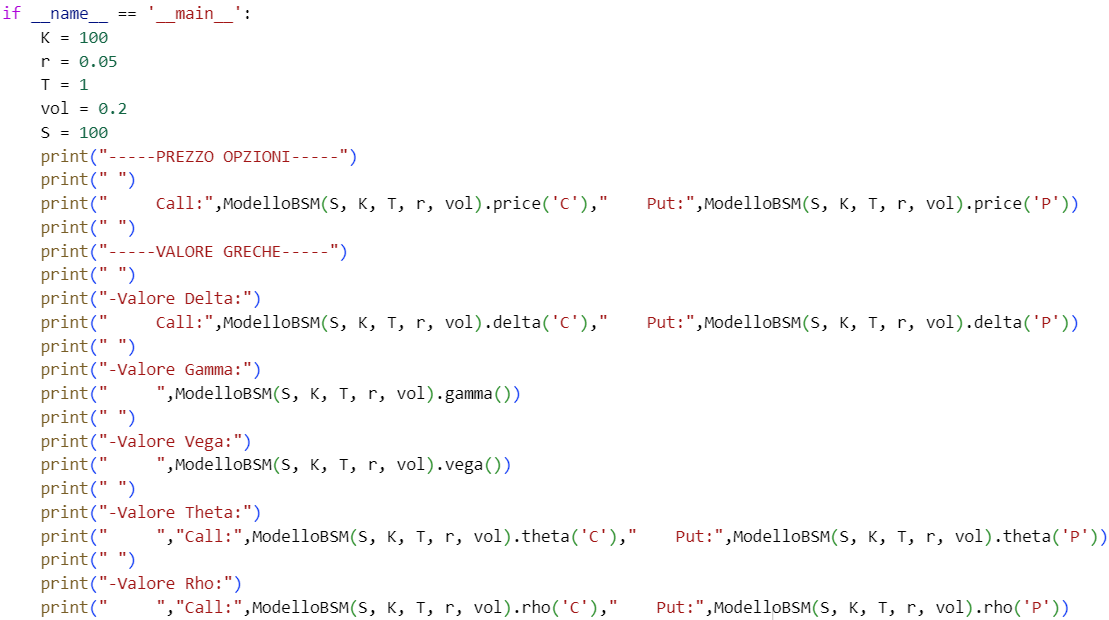 if __name__ == '__main__':
    K = 100
    r = 0.05
    T = 1
    vol = 0.2
    S = 100
    print("-----PREZZO OPZIONI-----")
    print(" ")
    print("     Call:",ModelloBSM(S, K, T, r, vol).price('C'),"    Put:",ModelloBSM(S, K, T, r, vol).price('P'))
    print(" ")
    print("-----VALORE GRECHE-----")
    print(" ")
    print("-Valore Delta:")
    print("     Call:",ModelloBSM(S, K, T, r, vol).delta('C'),"    Put:",ModelloBSM(S, K, T, r, vol).delta('P'))
    print(" ")
    print("-Valore Gamma:")
    print("     ",ModelloBSM(S, K, T, r, vol).gamma())
    print(" ")
    print("-Valore Vega:")
    print("     ",ModelloBSM(S, K, T, r, vol).vega())
    print(" ")
    print("-Valore Theta:")
    print("     ","Call:",ModelloBSM(S, K, T, r, vol).theta('C'),"    Put:",ModelloBSM(S, K, T, r, vol).theta('P'))
    print(" ")
    print("-Valore Rho:")
    print("     ","Call:",ModelloBSM(S, K, T, r, vol).rho('C'),"    Put:",ModelloBSM(S, K, T, r, vol).rho('P'))